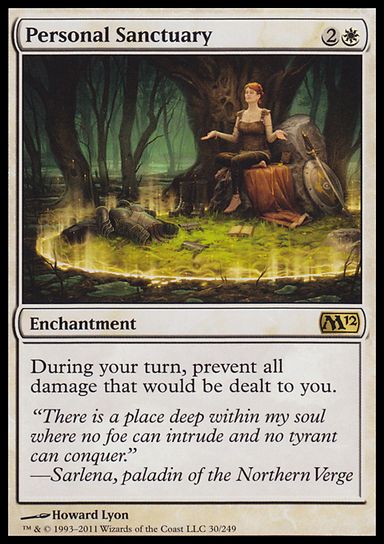 Personal Sanctuary 2
Enchantment M12
During your turn, prevent all
damage that would be dealt to you.
“There is a place deep within my soul
where no foe can intrude and no tyrant
can conquer.”
—Sarlena, paladin of the Northern Verge
Howard Lyon
™ & © 1993–2011 Wizards of the Coast LLC 30/249